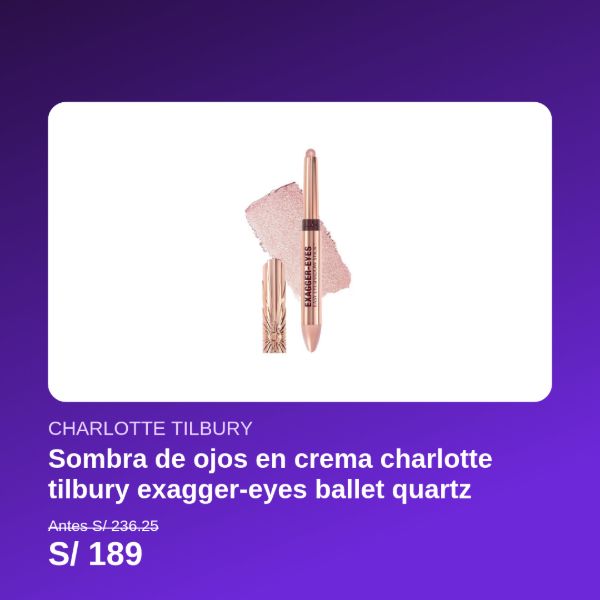 EXAGGER-EYES
CHARLOTTE TILBURY
Sombra de ojos en crema charlotte
tilbury exagger-eyes ballet quartz
Antes S/ 236.25
S/ 189